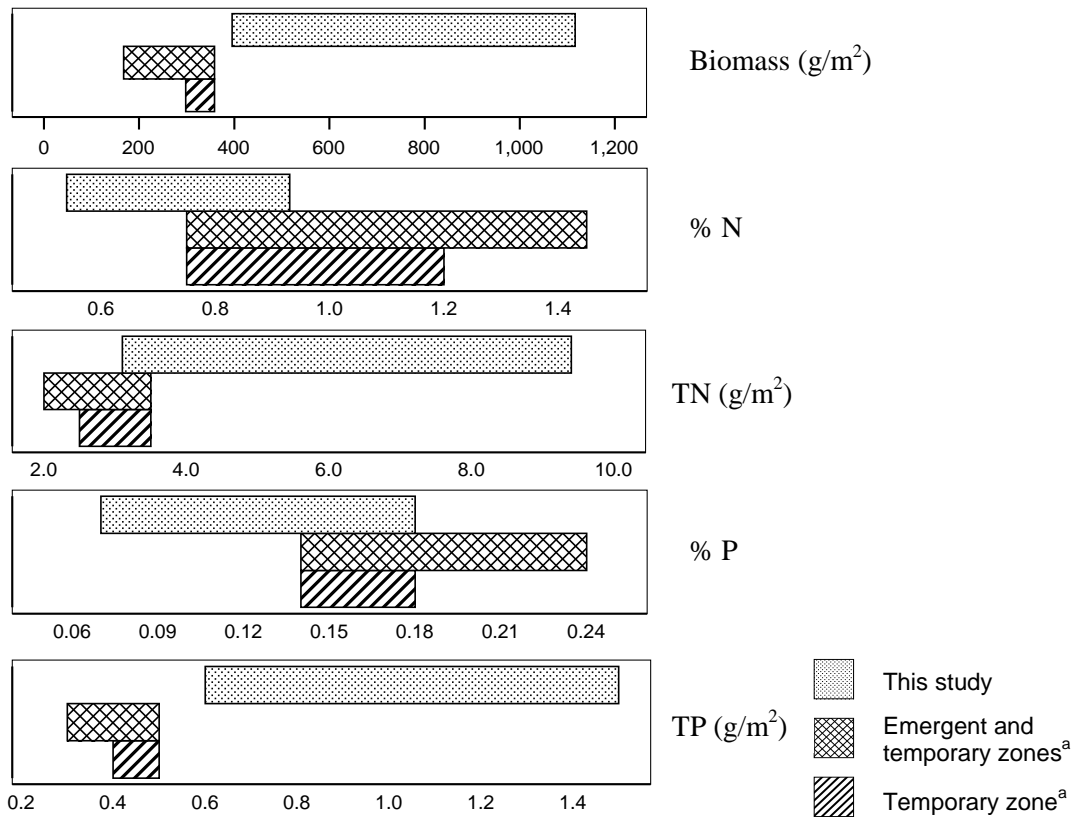 Biomass (g/m²)
0 200 400 600 800 1,000 1,200
% N
0.6 0.8 1.0 1.2 1.4
TN (g/m²)
2.0 4.0 6.0 8.0 10.0
% P
0.06 0.09 0.12 0.15 0.18 0.21 0.24
TP (g/m²)
0.2 0.4 0.6 0.8 1.0 1.2 1.4
This study
Emergent and
temporary zonesᵃ
Temporary zoneᵃ